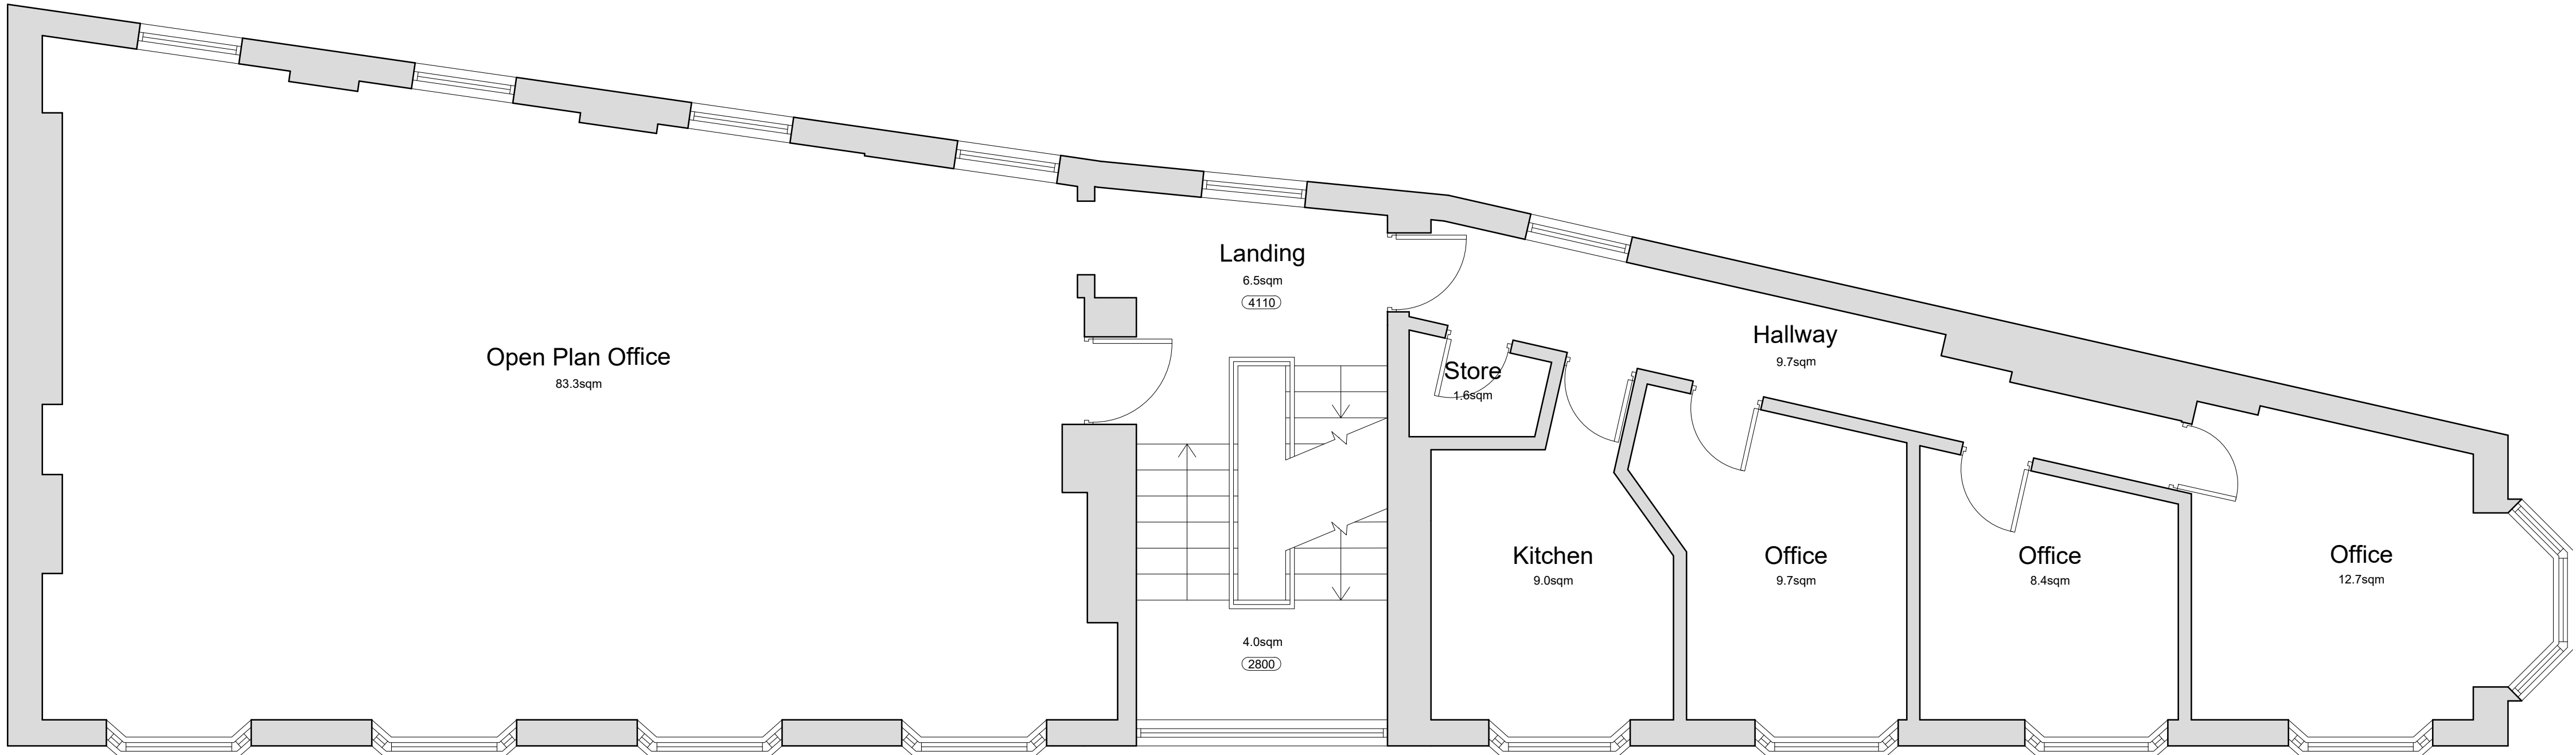 Landing
6.5sqm
4110
Open Plan Office
83.3sqm
Hallway
9.7sqm
Store
1.6sqm
Kitchen
9.0sqm
Office
9.7sqm
Office
8.4sqm
Office
12.7sqm
4.0sqm
2800